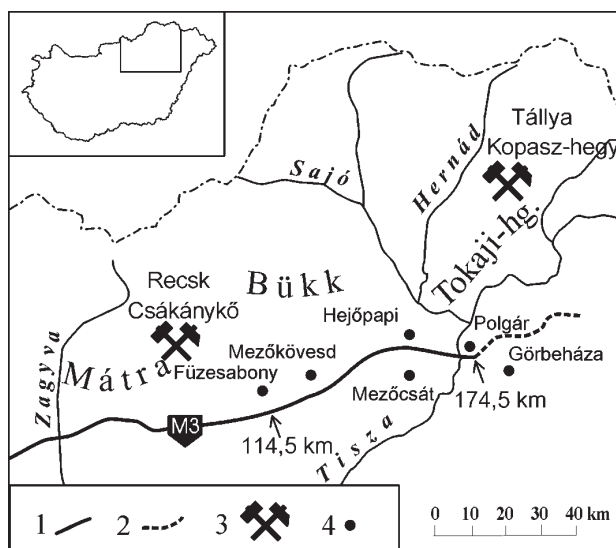 Tállya
Kopasz-hegy
Sajó
Hernád
Tokaji-hg.
Bükk
Recsk
Csákánykő
Hejőpapi
Polgár
Görbeháza
Mezőkövesd
Füzesabony
Mátra
Zagyva
Mezőcsát
174,5 km
M3
114,5 km
Tisza
1 2 3 4
0 10 20 30 40 km